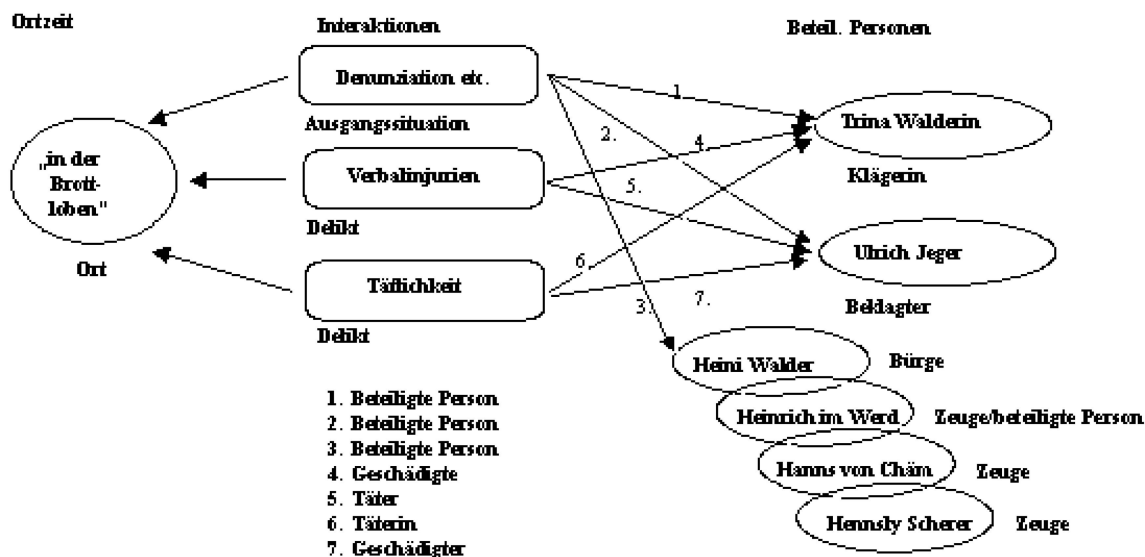 Ortzeit
Interaktionen
Beteil. Personen
Denunziation etc.
1.
Trina Walderin
Ausgangssituation
2.
4.
„in der
Brott-
loben"
Verbalinjurien
Klägerin
5.
Delikt
Ulrich Jeger
Ort
6.
Tätlichkeit
Beklagter
3.
7.
Delikt
Heini Walder
Bürge
1. Beteiligte Person
2. Beteiligte Person
3. Beteiligte Person
4. Geschädigte
5. Täter
6. Täterin
7. Geschädigter
Heinrich im Werd
Zeuge/beteiligte Person
Hanns von Chäm
Zeuge
Hennsly Scherer
Zeuge